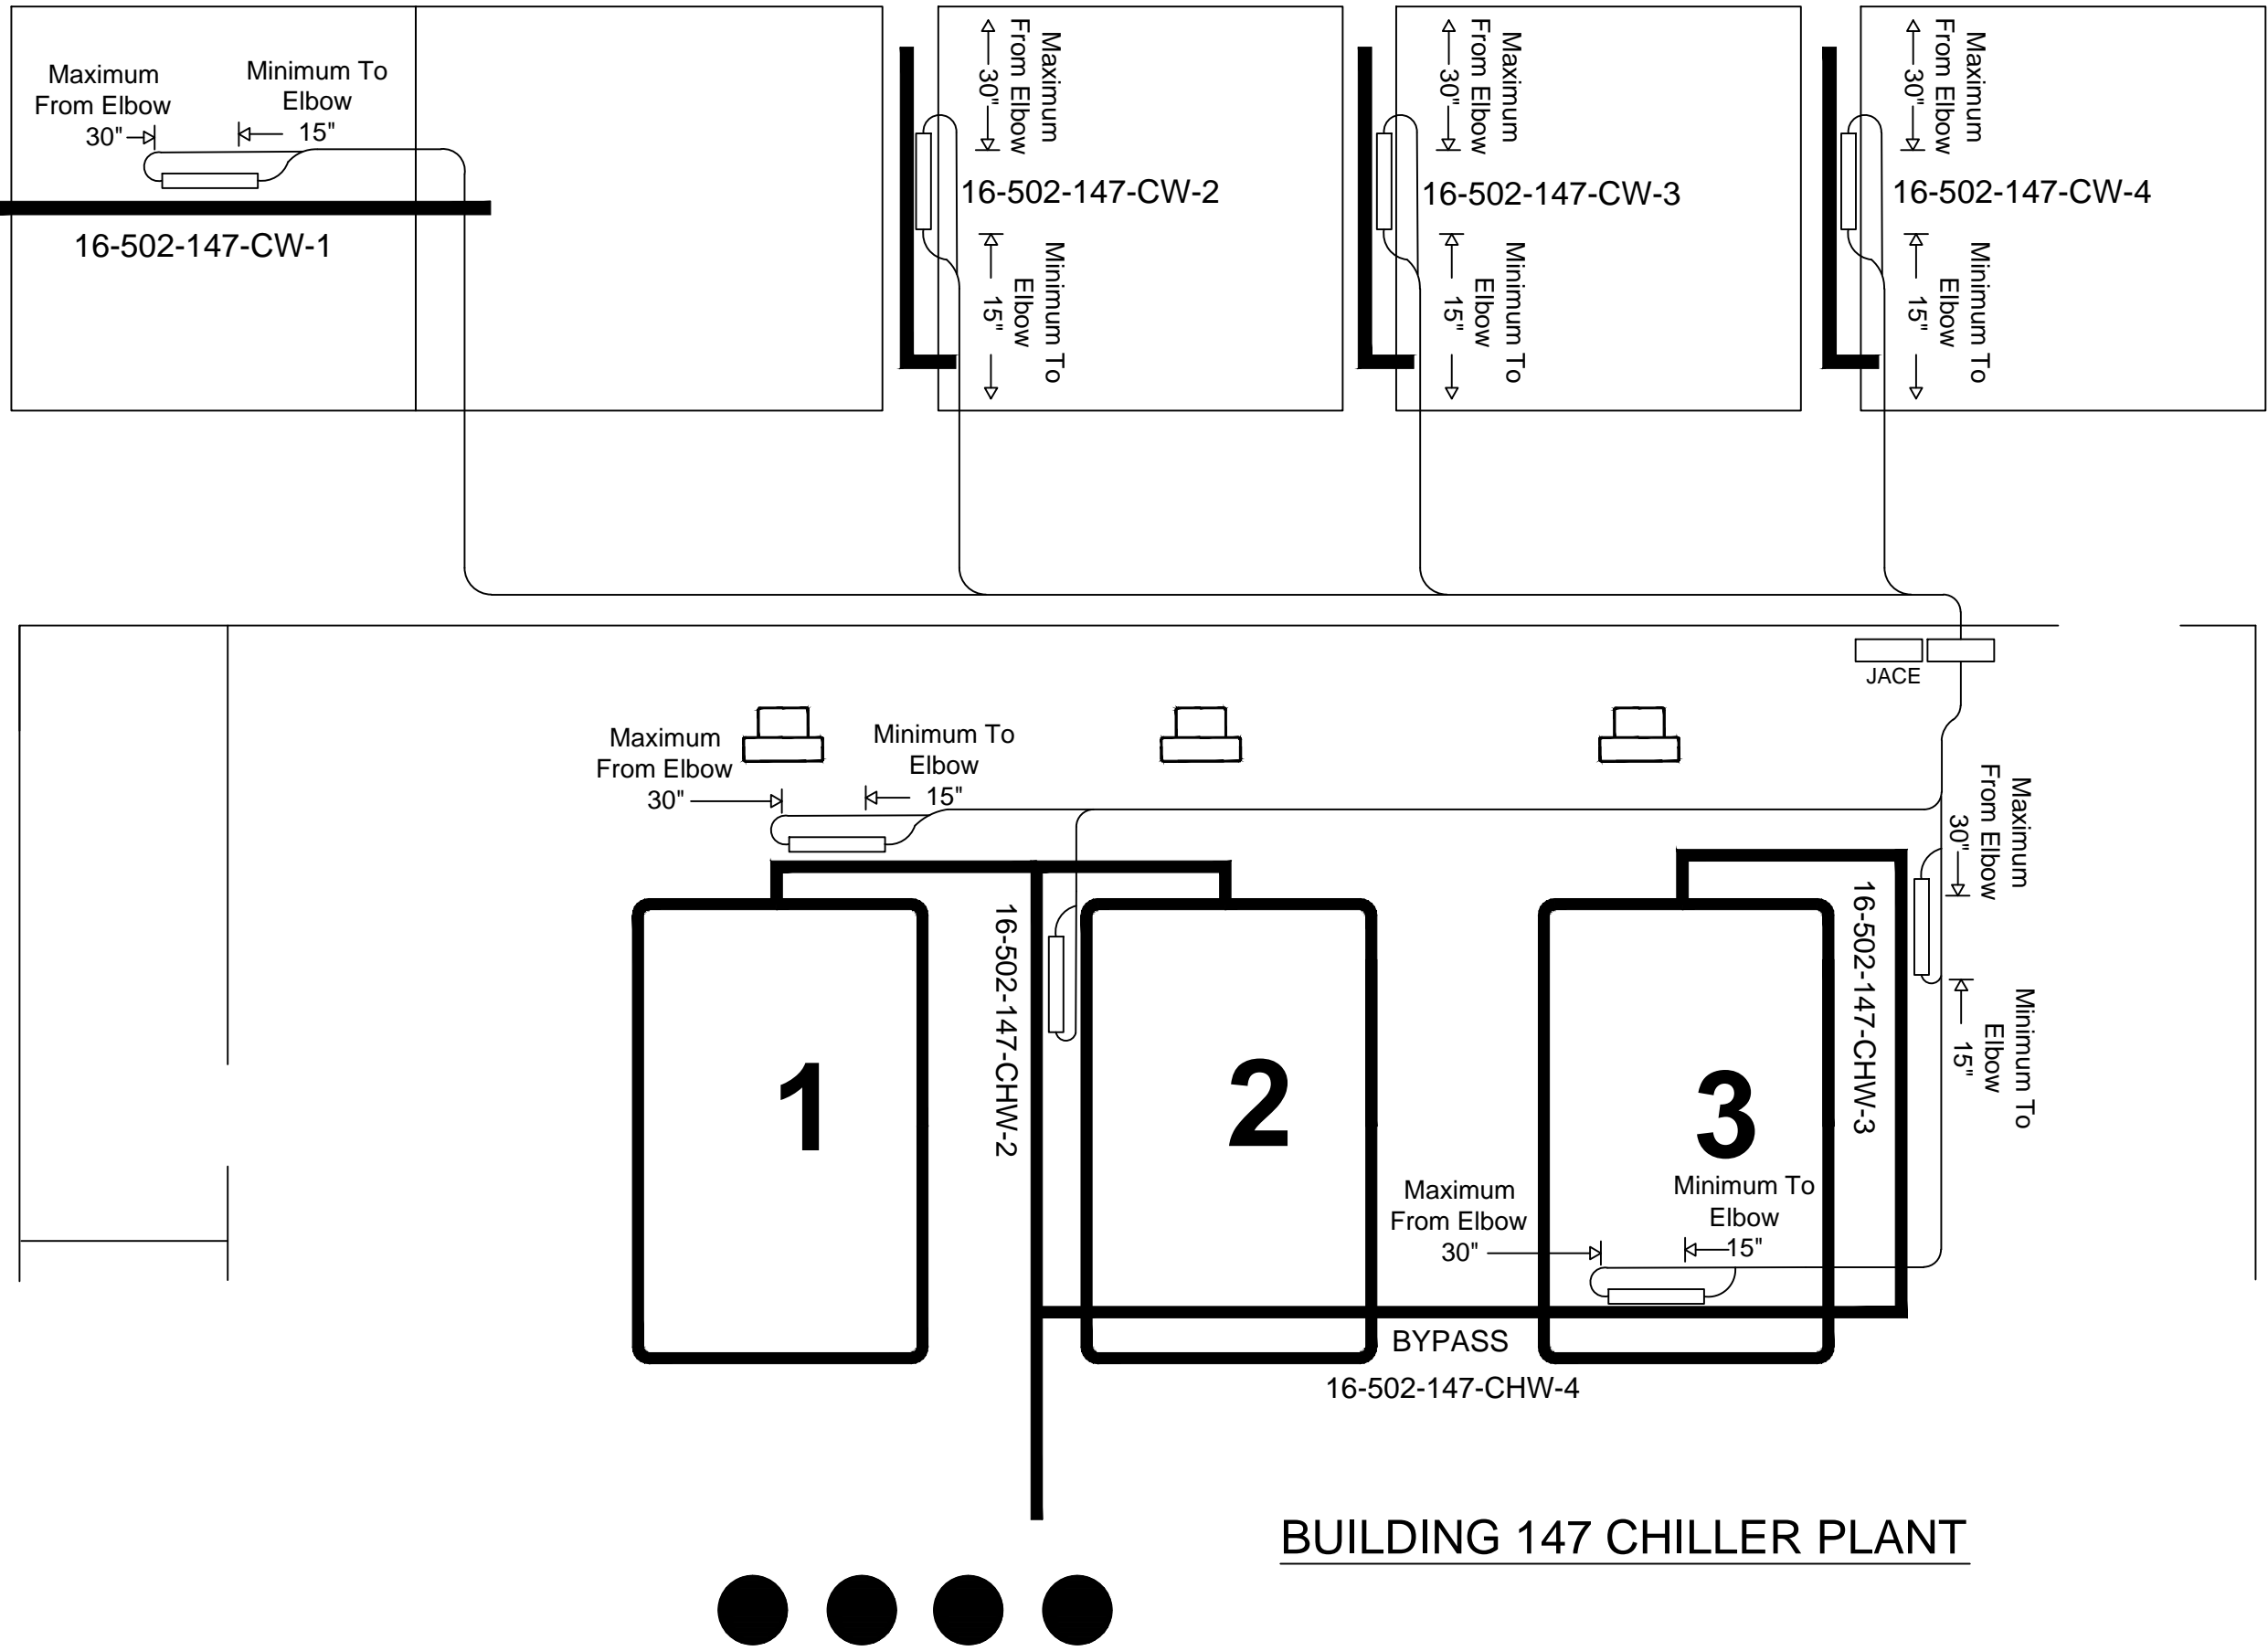 Maximum
From Elbow
30"
Minimum To
Elbow
15"
16-502-147-CW-1
Maximum
From Elbow
30"
16-502-147-CW-2
Minimum To
Elbow
15"
Maximum
From Elbow
30"
16-502-147-CW-3
Minimum To
Elbow
15"
Maximum
From Elbow
30"
16-502-147-CW-4
Minimum To
Elbow
15"
JACE
Maximum
From Elbow
30"
Minimum To
Elbow
15"
Maximum
From Elbow
30"
Minimum To
Elbow
15"
16-502-147-CHW-2
16-502-147-CHW-3
1
2
3
Maximum
From Elbow
30"
Minimum To
Elbow
15"
BYPASS
16-502-147-CHW-4
BUILDING 147 CHILLER PLANT